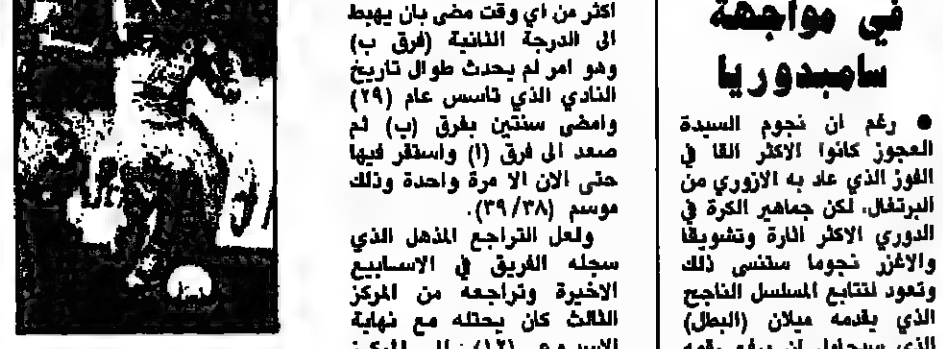 في مواجهة
سامبدوريا
● رغم ان نجوم السيدة
العجوز كانوا الاكثر القا في
الفوز الذي عاد به الازوري من
البرتغال، لكن جماهير الكرة في
الدوري الاكثر اثارة وتشويقا
والاغزر نجوما ستنسى ذلك
وتعود لتتابع المسلسل الناجح
الذي يقدمه ميلان (البطل)
الذي سيحاول ان يرفع رقمه
اكثر من اي وقت مضى بان يهبط
الى الدرجة الثانية (فرق ب)
وهو امر لم يحدث طوال تاريخ
النادي الذي تاسس عام (٢٩)
وامضى سنتين بفرق (ب) ثم
صعد الى فرق (ا) واستقر فيها
حتى الان الا مرة واحدة وذلك
موسم (٣٩/٣٨).
ولعل التراجع المذهل الذي
سجله الفريق في الاسابيع
الاخيرة وتراجعه من المركز
الثالث كان يحتله مع نهاية